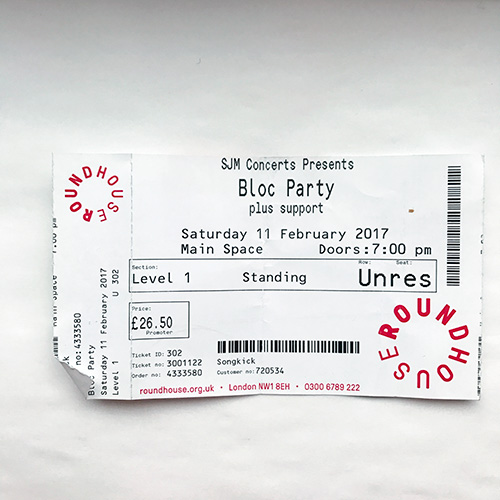 ROUNDHOUSE
no: 4333580
Bloc Party
Saturday 11 February 2017
Level 1
U 302
SJM Concerts Presents
Bloc Party
plus support
Saturday 11 February 2017
Main Space Doors:7:00 pm
Section: Row: Seat:
Level 1 Standing Unres
Price:
£26.50
Promoter
Ticket ID: 302
Ticket no: 3001122 Songkick
Order no: 4333580 Customer no: 720534
roundhouse.org.uk • London NW1 8EH • 0300 6789 222
ROUNDHOUSE